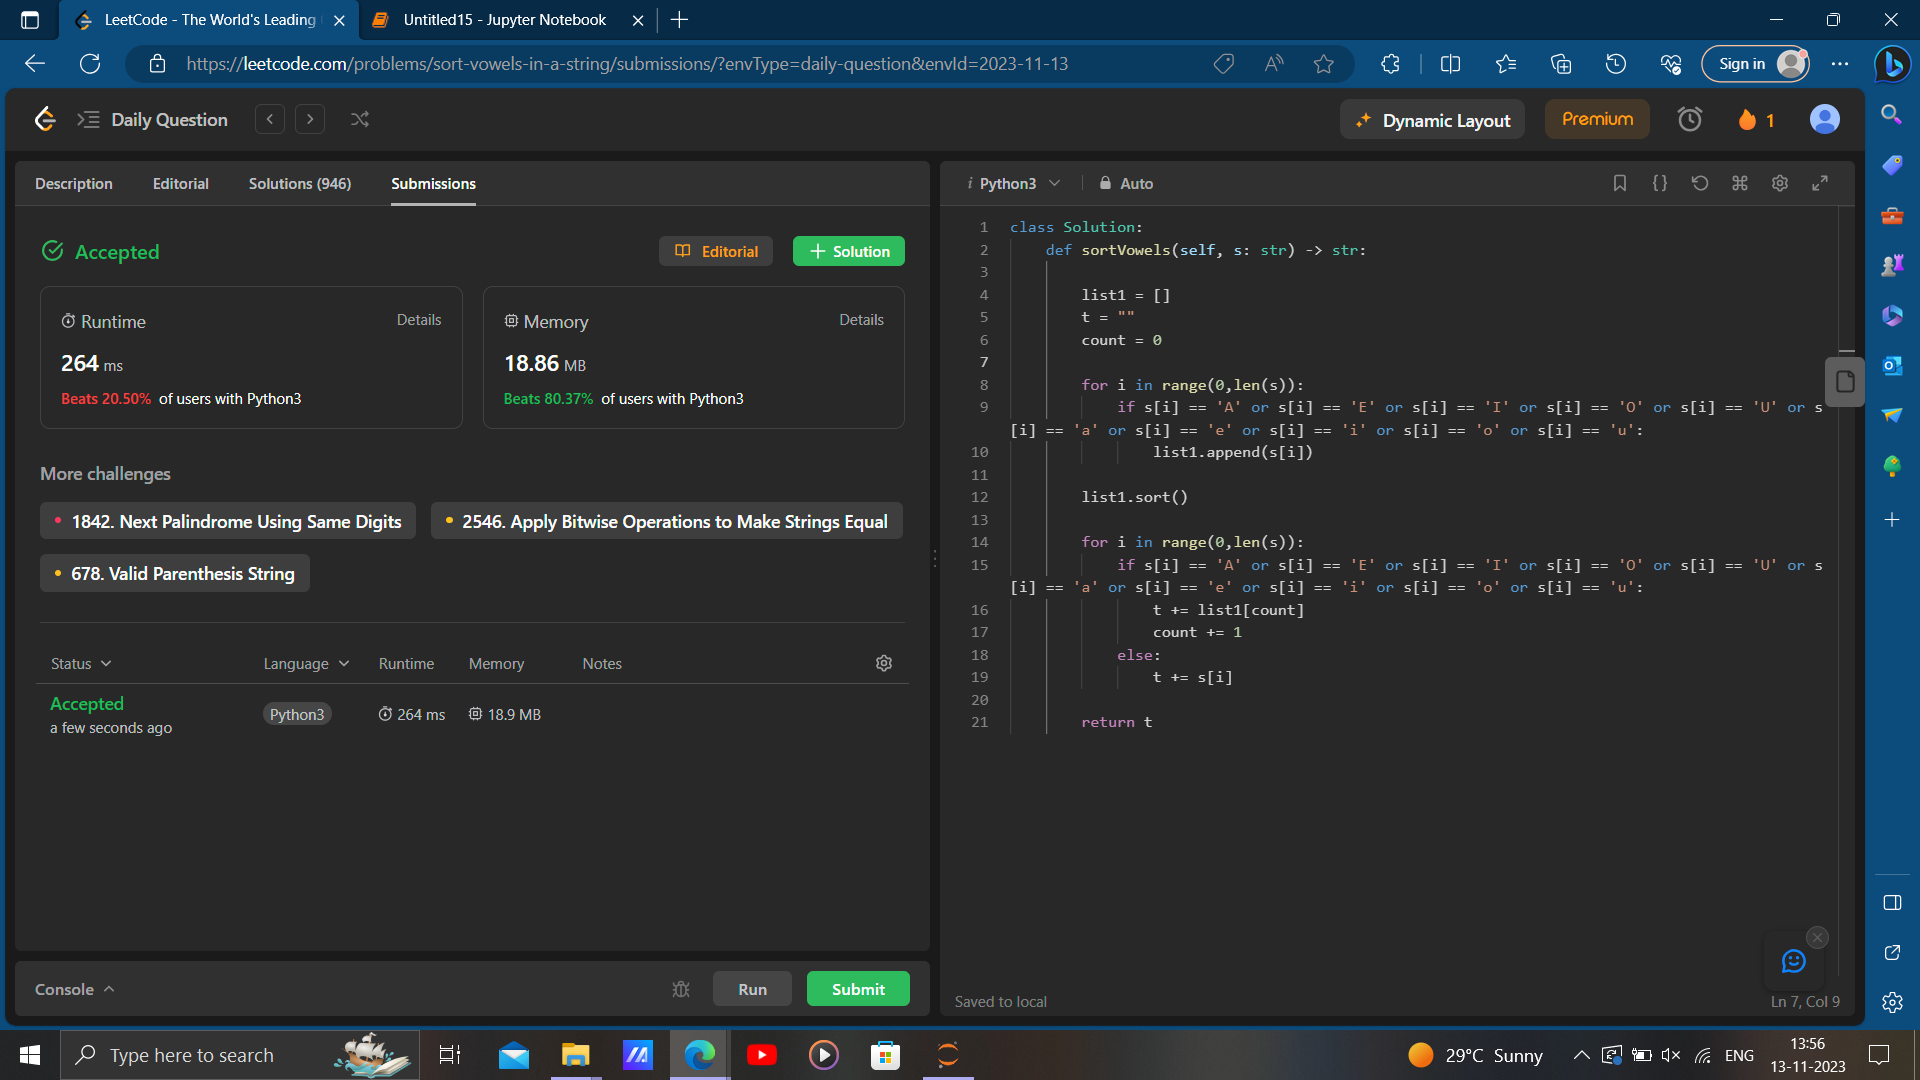 LeetCode - The World's Leading
Untitled15 - Jupyter Notebook
https://leetcode.com/problems/sort-vowels-in-a-string/submissions/?envType=daily-question&envId=2023-11-13
Sign in
Daily Question
Dynamic Layout
Premium
1
Description
Editorial
Solutions (946)
Submissions
Accepted
Editorial
+ Solution
Runtime
Details
264 ms
Beats 20.50% of users with Python3
Memory
Details
18.86 MB
Beats 80.37% of users with Python3
More challenges
1842. Next Palindrome Using Same Digits
2546. Apply Bitwise Operations to Make Strings Equal
678. Valid Parenthesis String
Status
Language
Runtime
Memory
Notes
Accepted
a few seconds ago
Python3
264 ms
18.9 MB
Console
Run
Submit
i Python3
Auto
1 class Solution:
2     def sortVowels(self, s: str) -> str:
3
4         list1 = []
5         t = ""
6         count = 0
7
8         for i in range(0,len(s)):
9             if s[i] == 'A' or s[i] == 'E' or s[i] == 'I' or s[i] == 'O' or s[i] == 'U' or s
[i] == 'a' or s[i] == 'e' or s[i] == 'i' or s[i] == 'o' or s[i] == 'u':
10                 list1.append(s[i])
11
12         list1.sort()
13
14         for i in range(0,len(s)):
15             if s[i] == 'A' or s[i] == 'E' or s[i] == 'I' or s[i] == 'O' or s[i] == 'U' or s
[i] == 'a' or s[i] == 'e' or s[i] == 'i' or s[i] == 'o' or s[i] == 'u':
16                 t += list1[count]
17                 count += 1
18             else:
19                 t += s[i]
20
21         return t
Saved to local
Ln 7, Col 9
Type here to search
29°C Sunny
ENG
13:56
13-11-2023